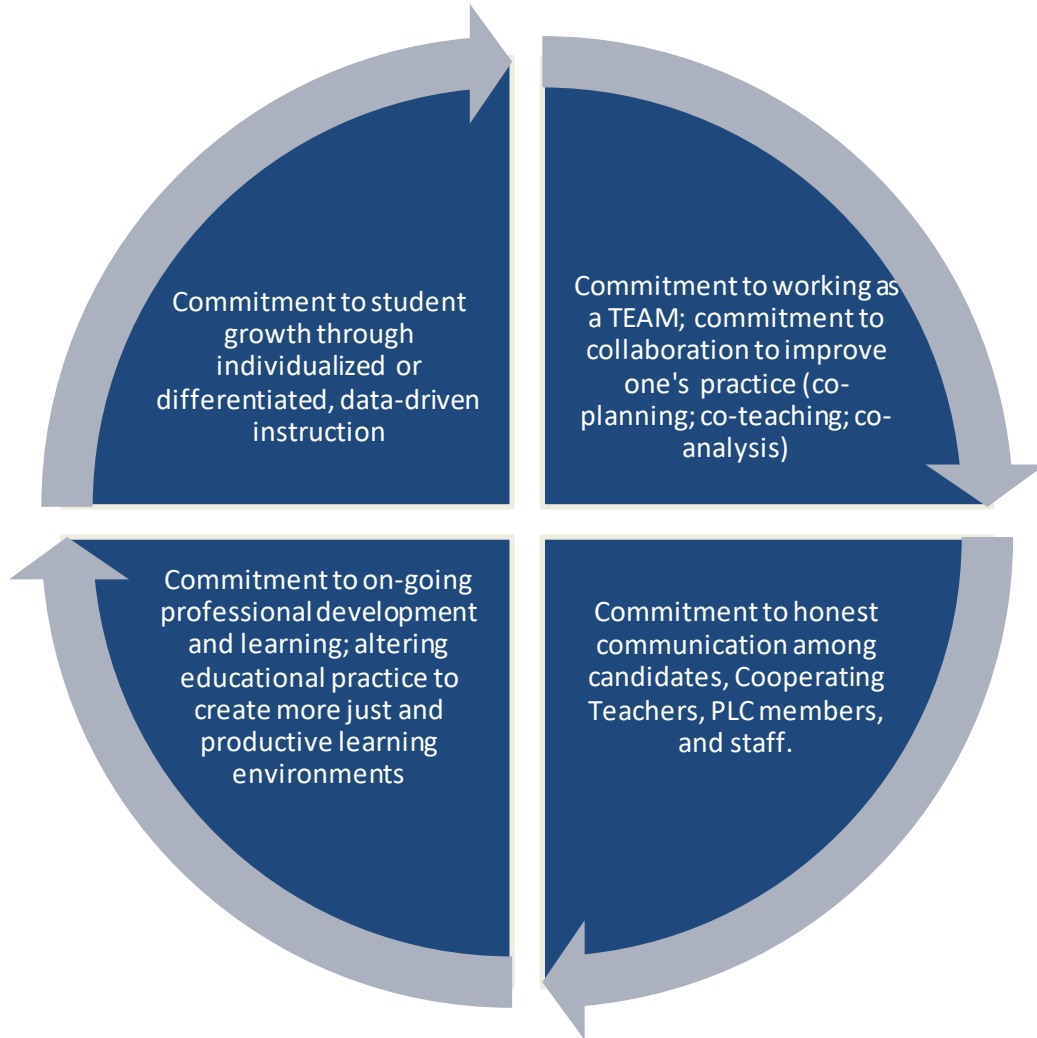 Commitment to student
growth through
individualized or
differentiated, data-driven
instruction
Commitment to working as
a TEAM; commitment to
collaboration to improve
one's practice (co-
planning; co-teaching; co-
analysis)
Commitment to on-going
professional development
and learning; altering
educational practice to
create more just and
productive learning
environments
Commitment to honest
communication among
candidates, Cooperating
Teachers, PLC members,
and staff.